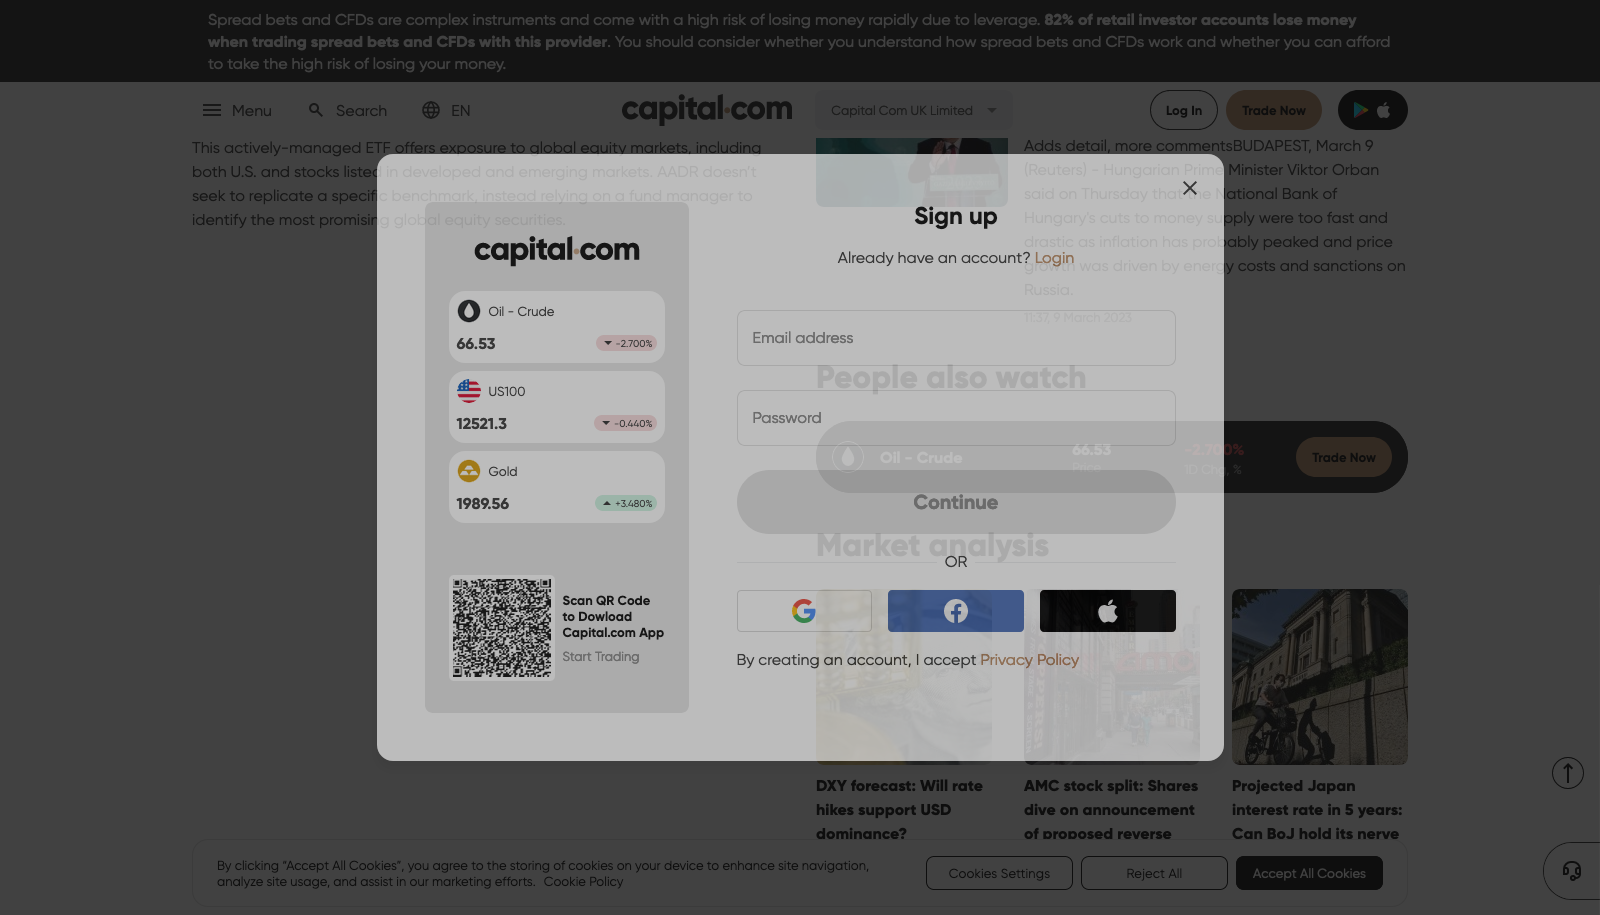 Spread bets and CFDs are complex instruments and come with a high risk of losing money rapidly due to leverage. 82% of retail investor accounts lose money
when trading spread bets and CFDs with this provider. You should consider whether you understand how spread bets and CFDs work and whether you can afford
to take the high risk of losing your money.
Menu
Search
EN
capital.com
Capital Com UK Limited
Log In
Trade Now
This actively-managed ETF offers exposure to global equity markets, including
both U.S. and stocks listed in developed and emerging markets. AADR doesn't
seek to replicate a specific benchmark, instead relying on a fund manager to
identify the most promising global equity securities.
Adds detail, more commentsBUDAPEST, March 9
(Reuters) - Hungarian Prime Minister Viktor Orban
said on Thursday that the National Bank of
Hungary's cuts to money supply were too fast and
drastic as inflation has probably peaked and price
growth was driven by energy costs and sanctions on
Russia.
11:37, 9 March 2023
capital.com
Oil - Crude
66.53
-2.700%
US100
12521.3
-0.440%
Gold
1989.56
+3.480%
Scan QR Code
to Dowload
Capital.com App
Start Trading
Sign up
Already have an account? Login
Email address
Password
Continue
OR
By creating an account, I accept Privacy Policy
People also watch
Oil - Crude
66.53
Price
-2.700%
1D Chg, %
Trade Now
Market analysis
DXY forecast: Will rate
hikes support USD
dominance?
AMC stock split: Shares
dive on announcement
of proposed reverse
Projected Japan
interest rate in 5 years:
Can BoJ hold its nerve
By clicking "Accept All Cookies", you agree to the storing of cookies on your device to enhance site navigation,
analyze site usage, and assist in our marketing efforts. Cookie Policy
Cookies Settings
Reject All
Accept All Cookies